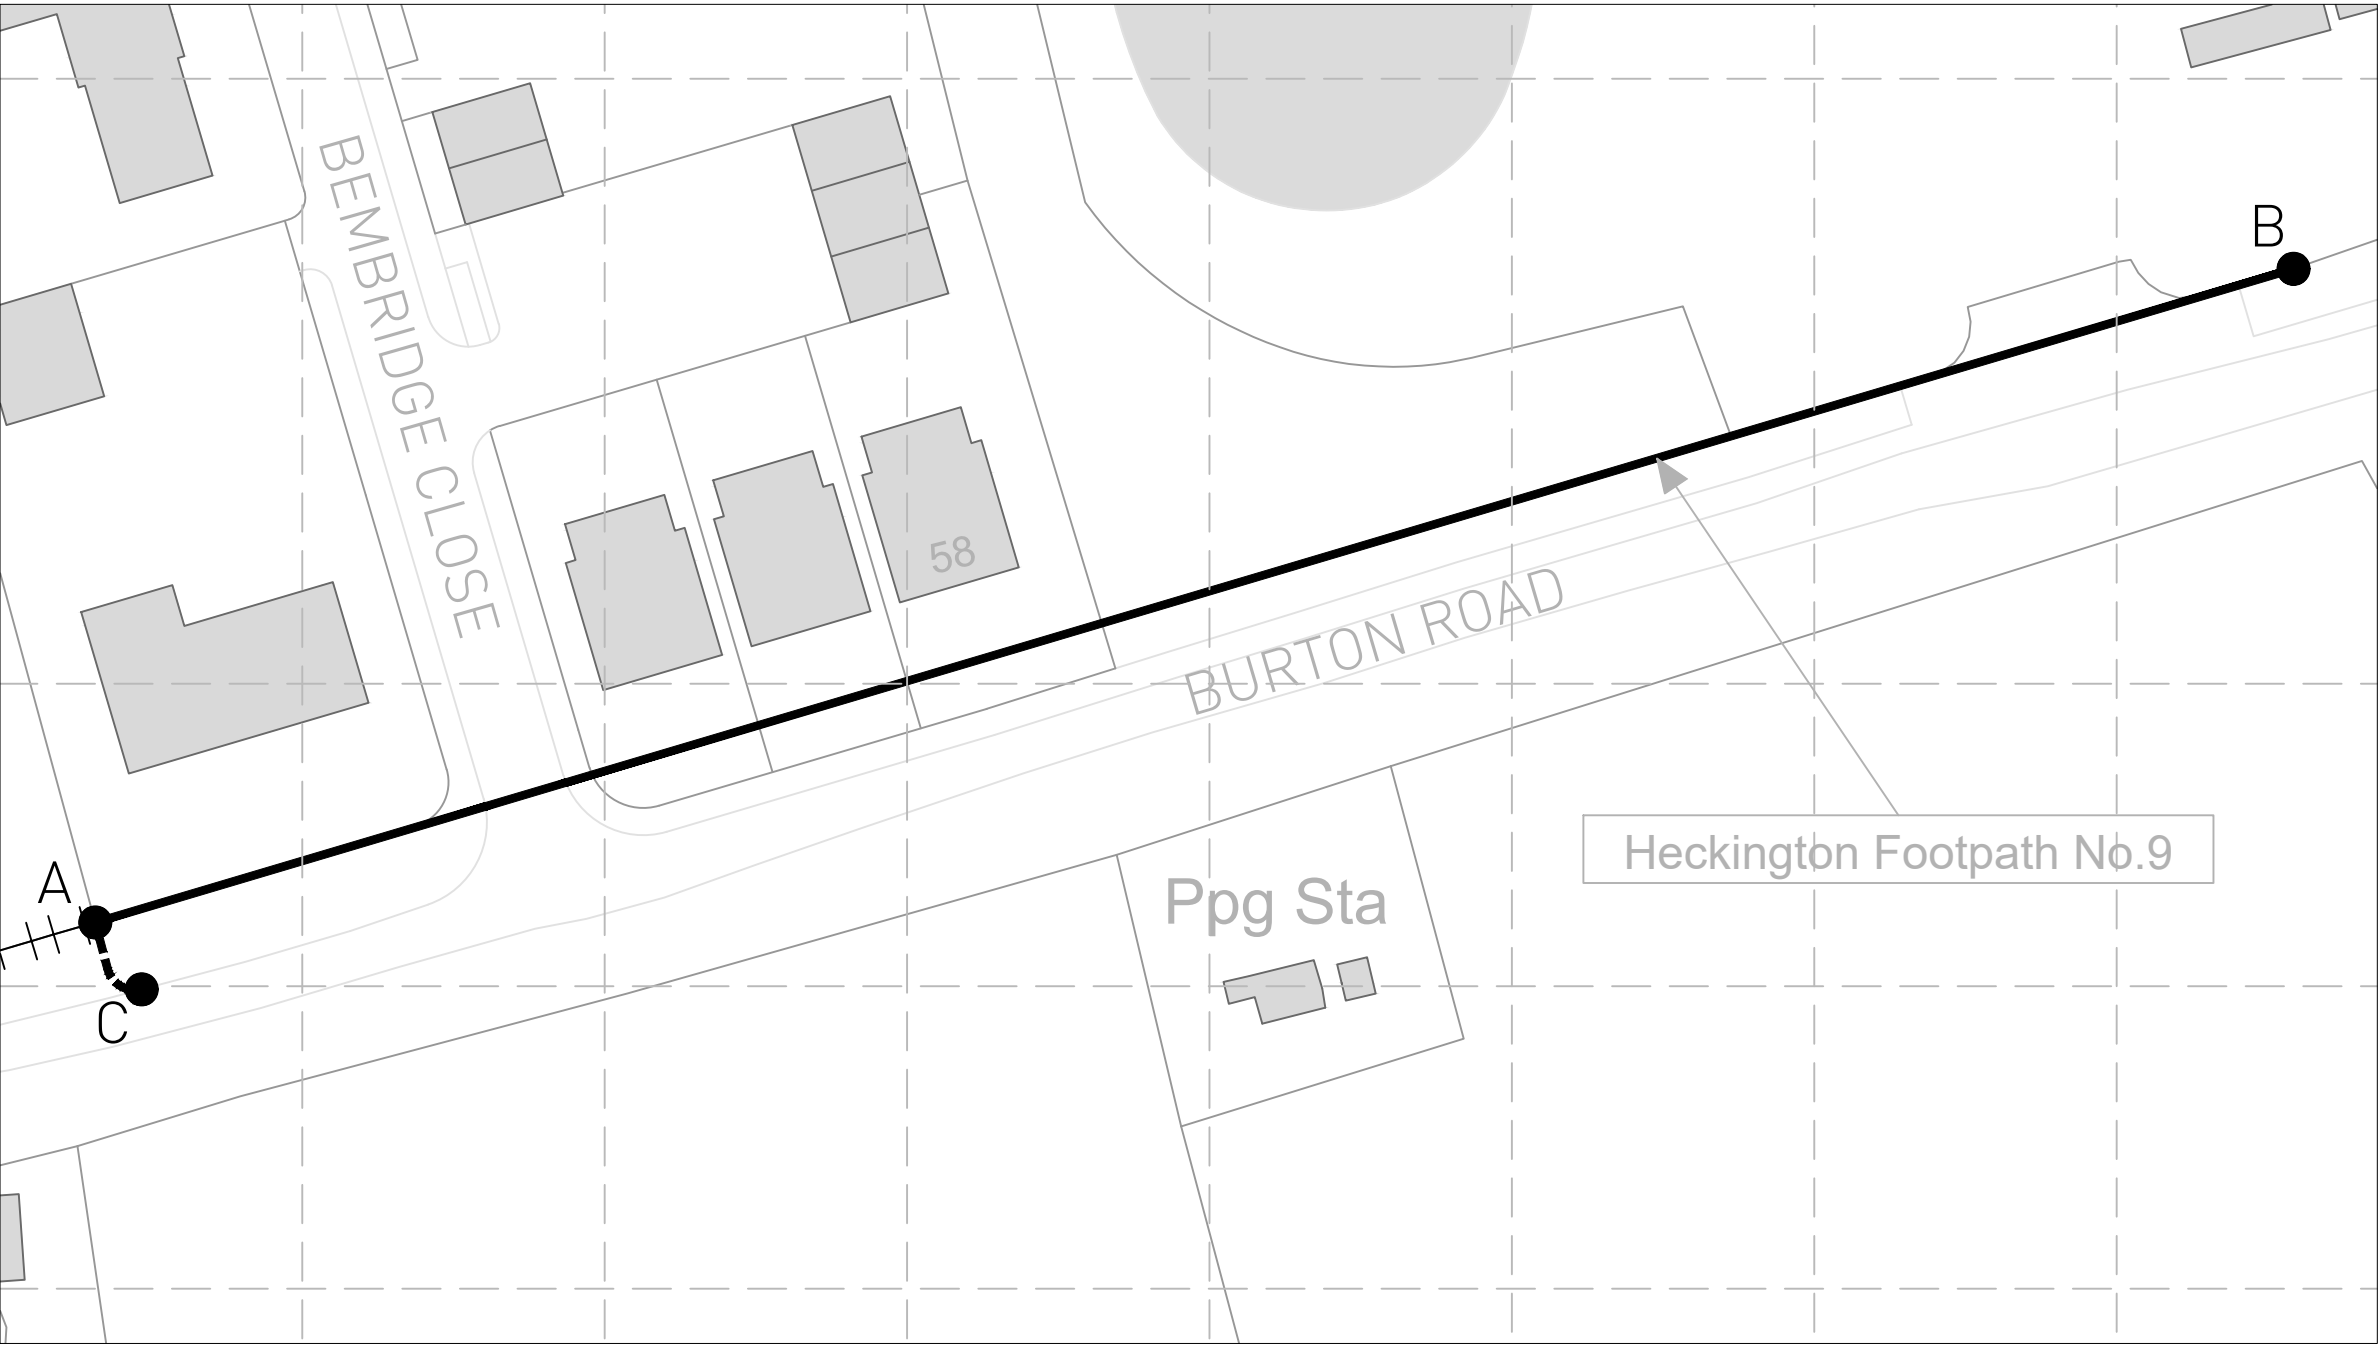 BEMBRIDGE CLOSE
B
58
BURTON ROAD
Heckington Footpath No.9
A
Ppg Sta
C